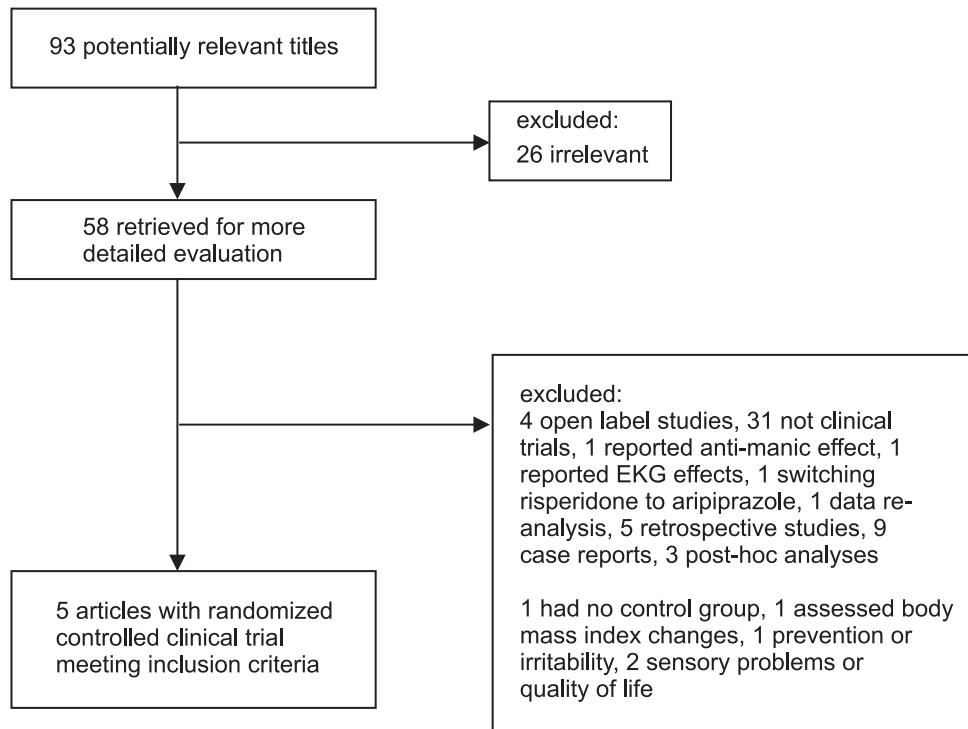 93 potentially relevant titles
excluded:
26 irrelevant
58 retrieved for more
detailed evaluation
excluded:
4 open label studies, 31 not clinical
trials, 1 reported anti-manic effect, 1
reported EKG effects, 1 switching
risperidone to aripiprazole, 1 data re-
analysis, 5 retrospective studies, 9
case reports, 3 post-hoc analyses
1 had no control group, 1 assessed body
mass index changes, 1 prevention or
irritability, 2 sensory problems or
quality of life
5 articles with randomized
controlled clinical trial
meeting inclusion criteria